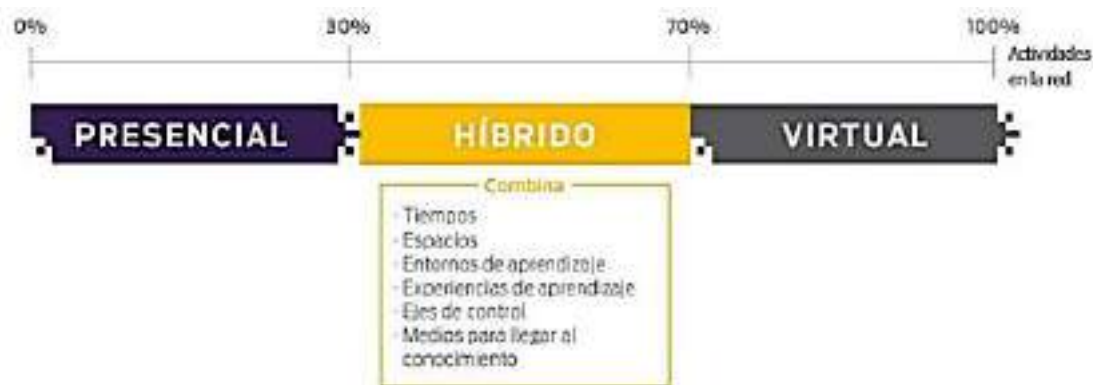 0% 30% 70% 100%
Actividades
en la red
PRESENCIAL HÍBRIDO VIRTUAL
Combina
· Tiempos
· Espacios
· Entornos de aprendizaje
· Experiencias de aprendizaje
· Ejes de control
· Medios para llegar al
conocimiento